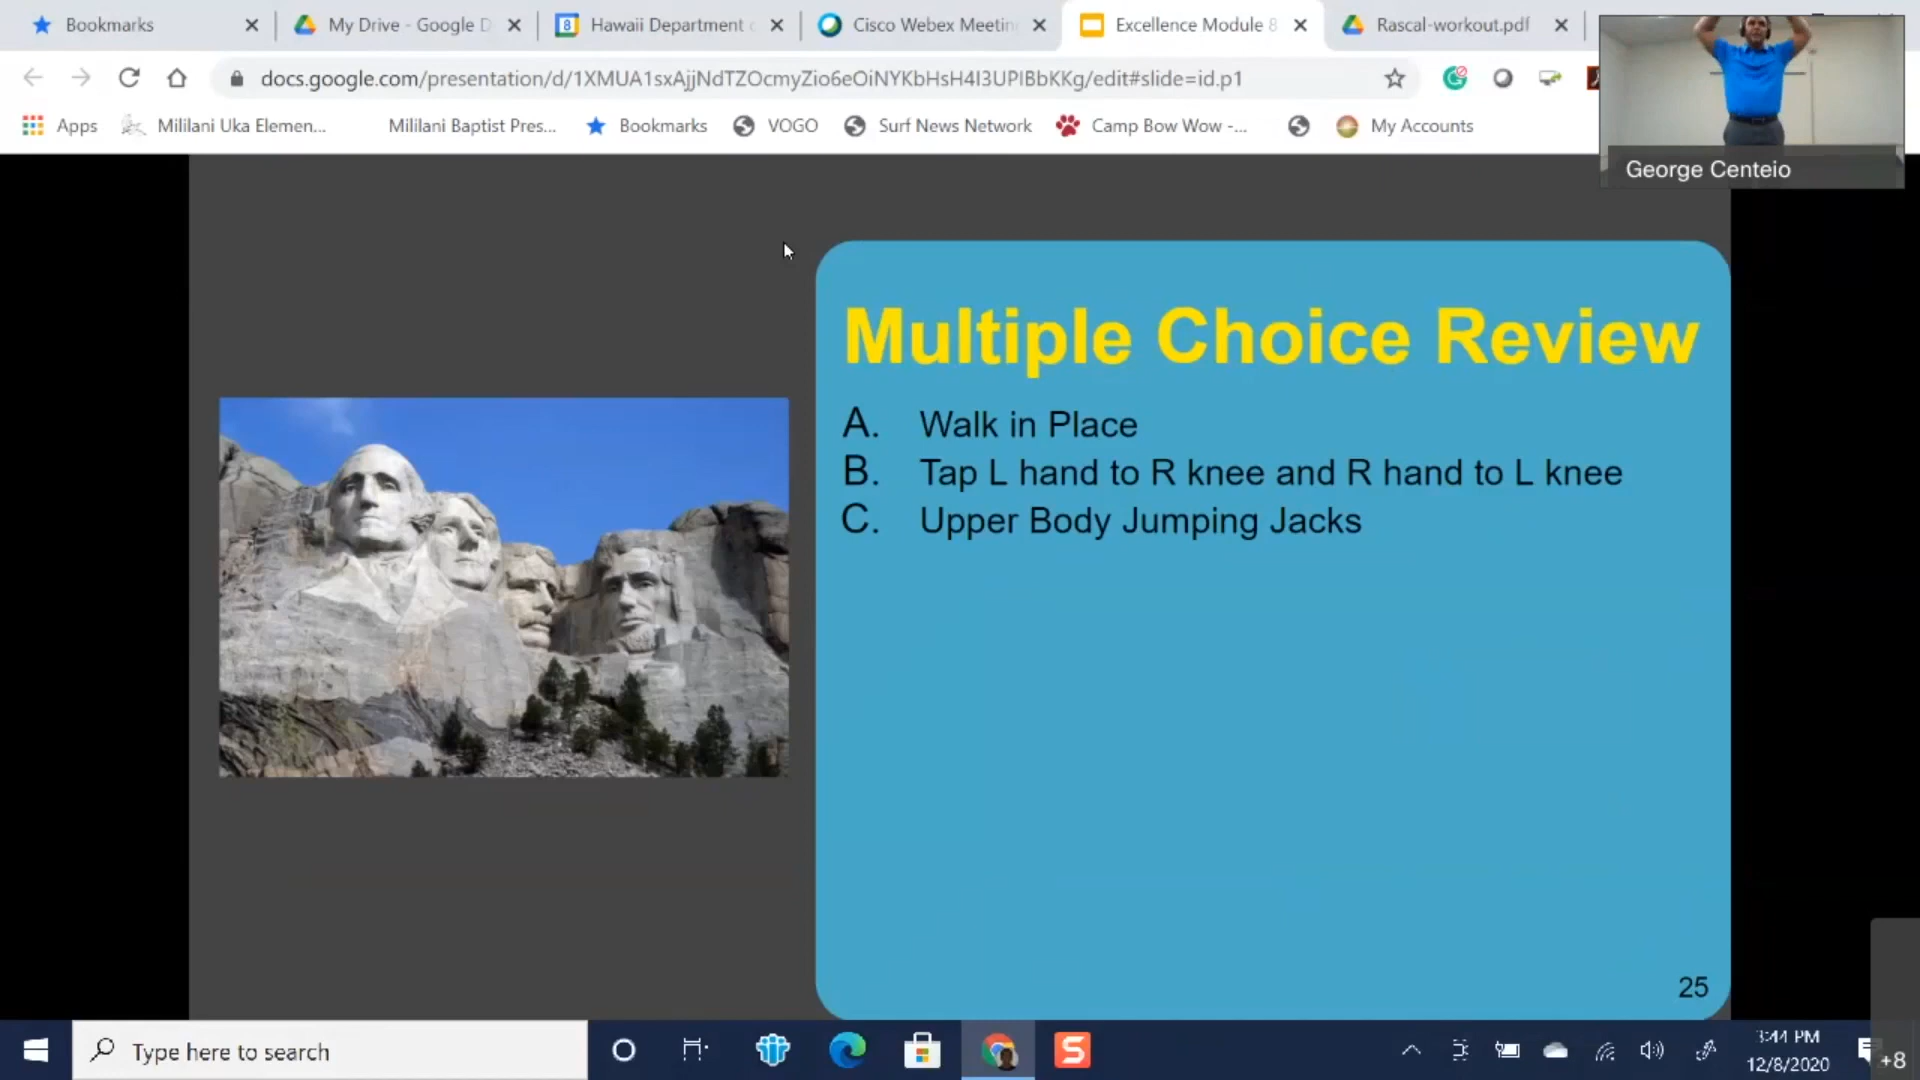 Bookmarks
My Drive - Google D
Hawaii Department
Cisco Webex Meetin
Excellence Module 8
Rascal-workout.pdf
docs.google.com/presentation/d/1XMUA1sxAjjNdTZOcmyZio6eOiNYKbHsH4I3UPIBbKKg/edit#slide=id.p1
Apps
Mililani Uka Elemen...
Mililani Baptist Pres...
Bookmarks
VOGO
Surf News Network
Camp Bow Wow -...
My Accounts
George Centeio
Multiple Choice Review
A. Walk in Place
B. Tap L hand to R knee and R hand to L knee
C. Upper Body Jumping Jacks
25
Type here to search
S
3:44 PM
12/8/2020
+8